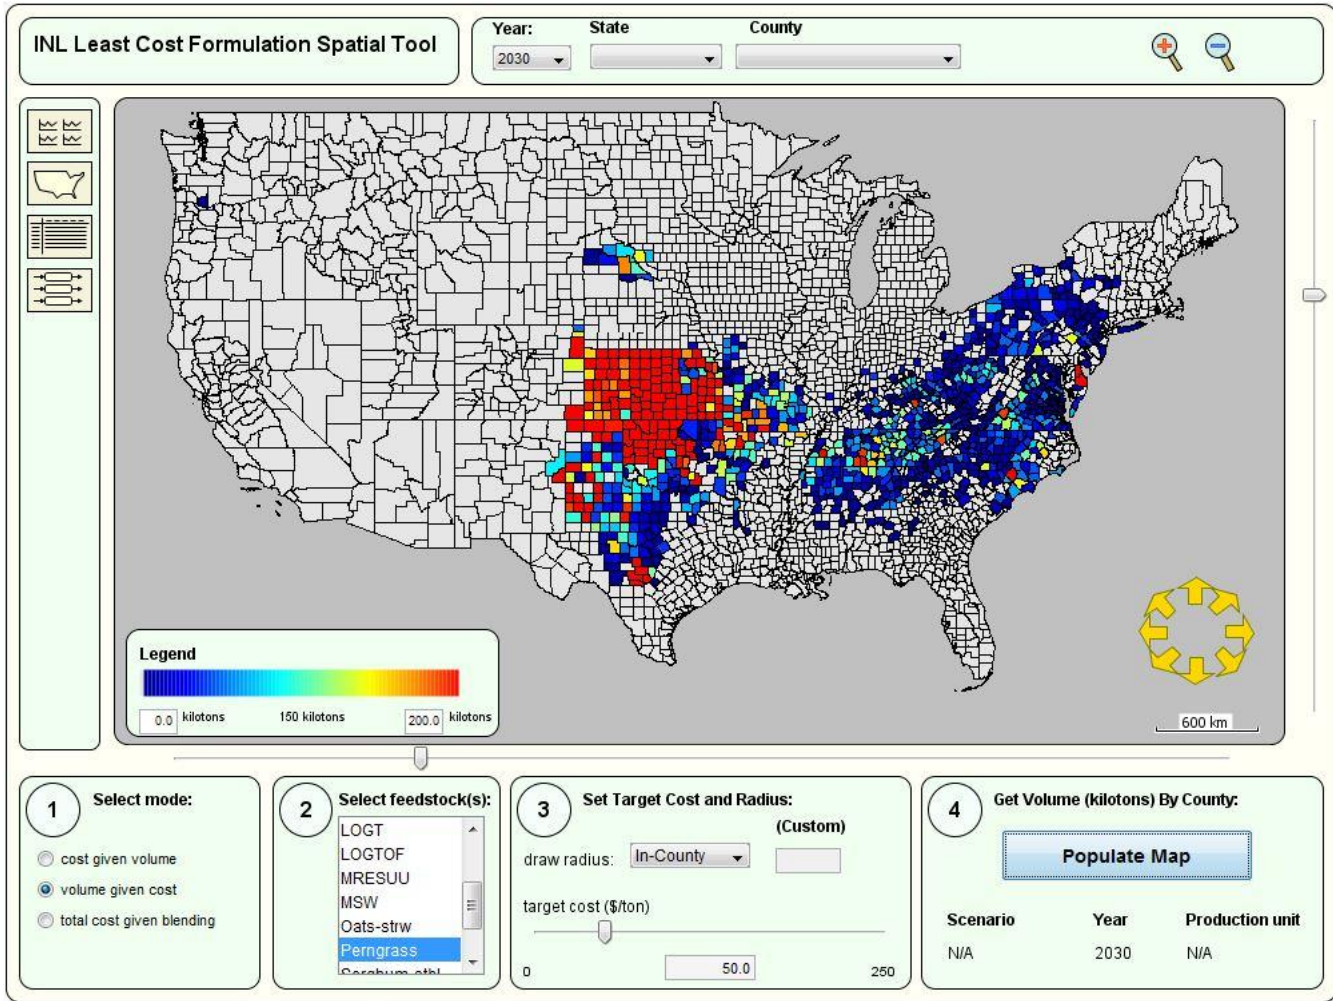 INL Least Cost Formulation Spatial Tool
Year: State County
2030
Legend
0.0 kilotons 150 kilotons 200.0 kilotons
600 km
1 Select mode:
cost given volume
volume given cost
total cost given blending
2 Select feedstock(s):
LOGT
LOGTOF
MRESUU
MSW
Oats-strw
Perngrass
3 Set Target Cost and Radius:
(Custom)
draw radius: In-County
target cost ($/ton)
0 50.0 250
4 Get Volume (kilotons) By County:
Populate Map
Scenario Year Production unit
N/A 2030 N/A